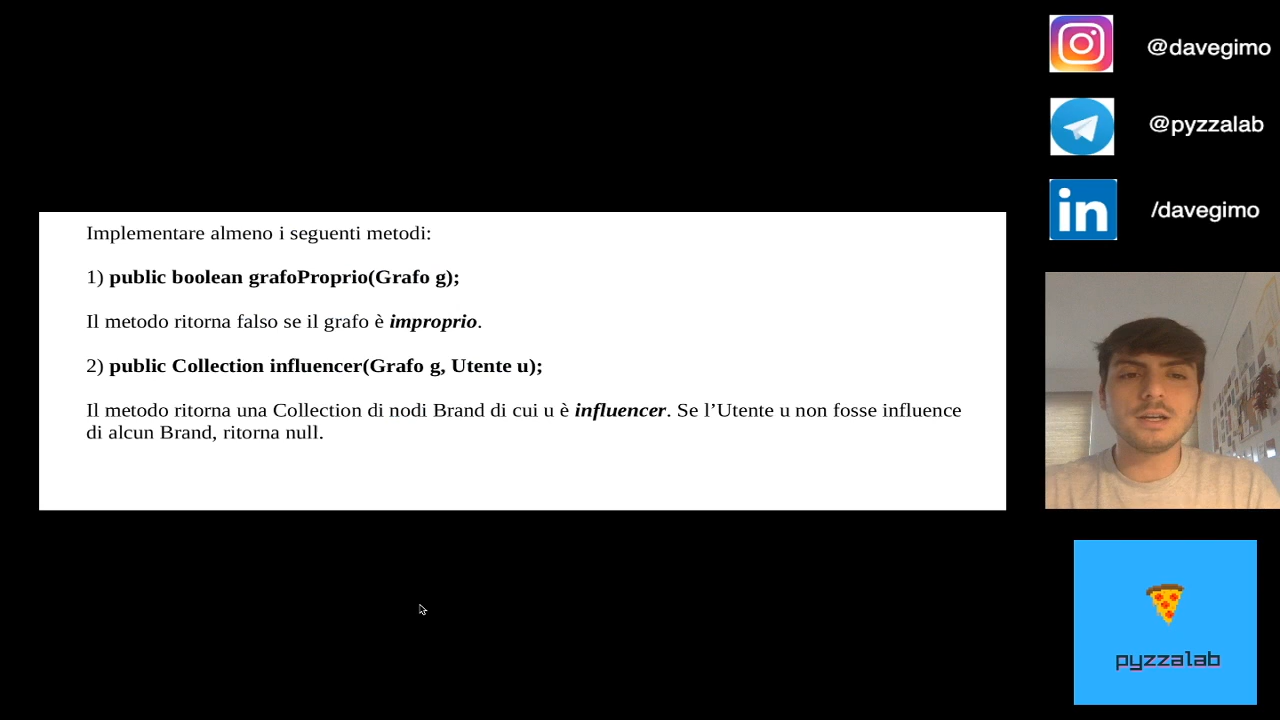 @davegimo
@pyzzalab
in
/davegimo
Implementare almeno i seguenti metodi:
1) public boolean grafoProprio(Grafo g);
Il metodo ritorna falso se il grafo è improprio.
2) public Collection influencer(Grafo g, Utente u);
Il metodo ritorna una Collection di nodi Brand di cui u è influencer. Se l’Utente u non fosse influence
di alcun Brand, ritorna null.
pyzzalab